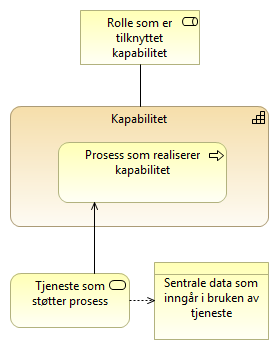 Rolle som er
tilknyttet
kapabilitet
Kapabilitet
Prosess som realiserer
kapabilitet
Tjeneste som
støtter prosess
Sentrale data som
inngår i bruken av
tjeneste